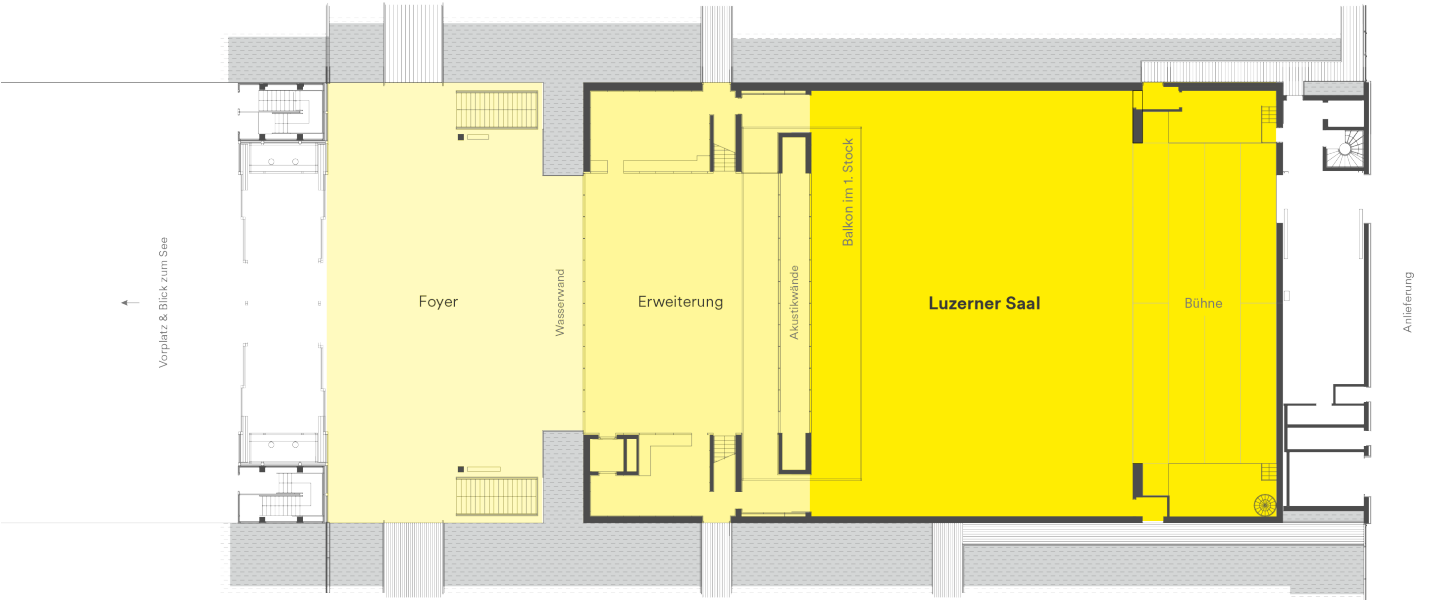 Vorplatz & Blick zum See
Foyer
Wasserwand
Erweiterung
Akustikwände
Balkon im 1. Stock
Luzerner Saal
Bühne
Anlieferung